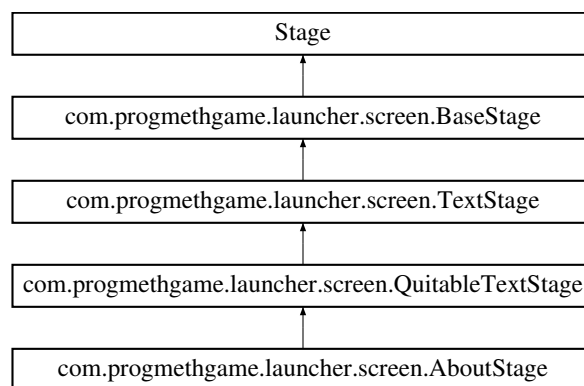 Stage
com.progmethgame.launcher.screen.BaseStage
com.progmethgame.launcher.screen.TextStage
com.progmethgame.launcher.screen.QuitableTextStage
com.progmethgame.launcher.screen.AboutStage